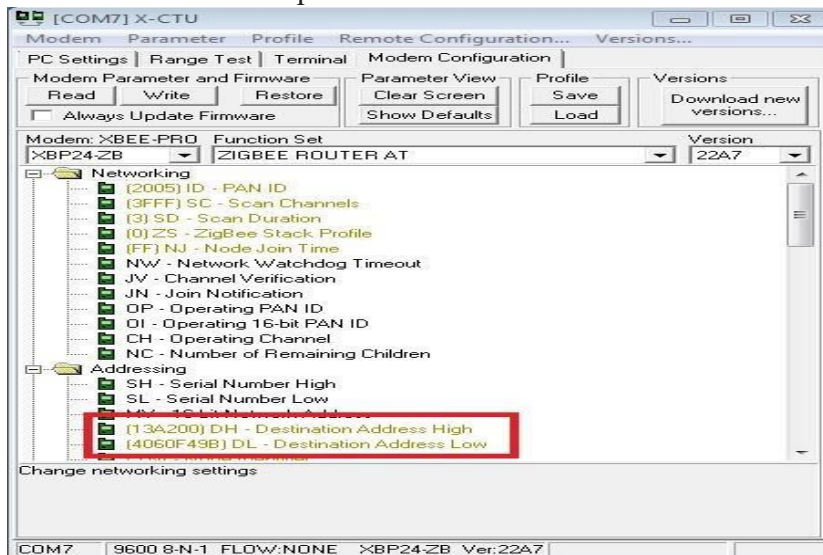 [COM7] X-CTU
Modem Parameter Profile Remote Configuration... Versions...
PC Settings Range Test Terminal Modem Configuration
Modem Parameter and Firmware Parameter View Profile Versions
Read Write Restore Clear Screen Save Download new versions...
Always Update Firmware Show Defaults Load
Modem: XBEE-PRO Function Set Version
XBP24-ZB ZIGBEE ROUTER AT 22A7
Networking
(2005) ID - PAN ID
(3FFF) SC - Scan Channels
(3) SD - Scan Duration
(0) ZS - ZigBee Stack Profile
(FF) NJ - Node Join Time
NW - Network Watchdog Timeout
JV - Channel Verification
JN - Join Notification
OP - Operating PAN ID
OI - Operating 16-bit PAN ID
CH - Operating Channel
NC - Number of Remaining Children
Addressing
SH - Serial Number High
SL - Serial Number Low
MY - 16-bit Network Address
(13A200) DH - Destination Address High
(4060F49B) DL - Destination Address Low
Change networking settings
COM7 9600 8-N-1 FLOW:NONE XBP24-ZB Ver:22A7